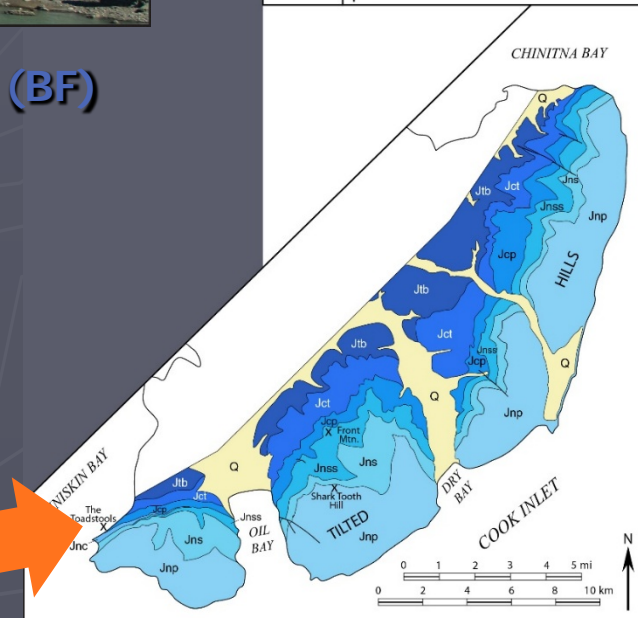 (BF)
CHINITNA BAY
Q
Jtb
Jct
Jns
Jnss
Jnp
Jcp
HILLS
Jtb
Jct
Jnss
Jcp
Q
Jtb
Q
Jnp
Jct
Jcp
X Front
Mtn.
Jnss
Jns
Q
DRY
BAY
X
Shark Tooth
Hill
TILTED
Jnp
COOK INLET
NISKIN BAY
Jtb
Jct
The
Toadstools
X
Jcp
Jnss
OIL
BAY
Jnc
Jns
Jnp
0 1 2 3 4 5 mi
0 2 4 6 8 10 km
N